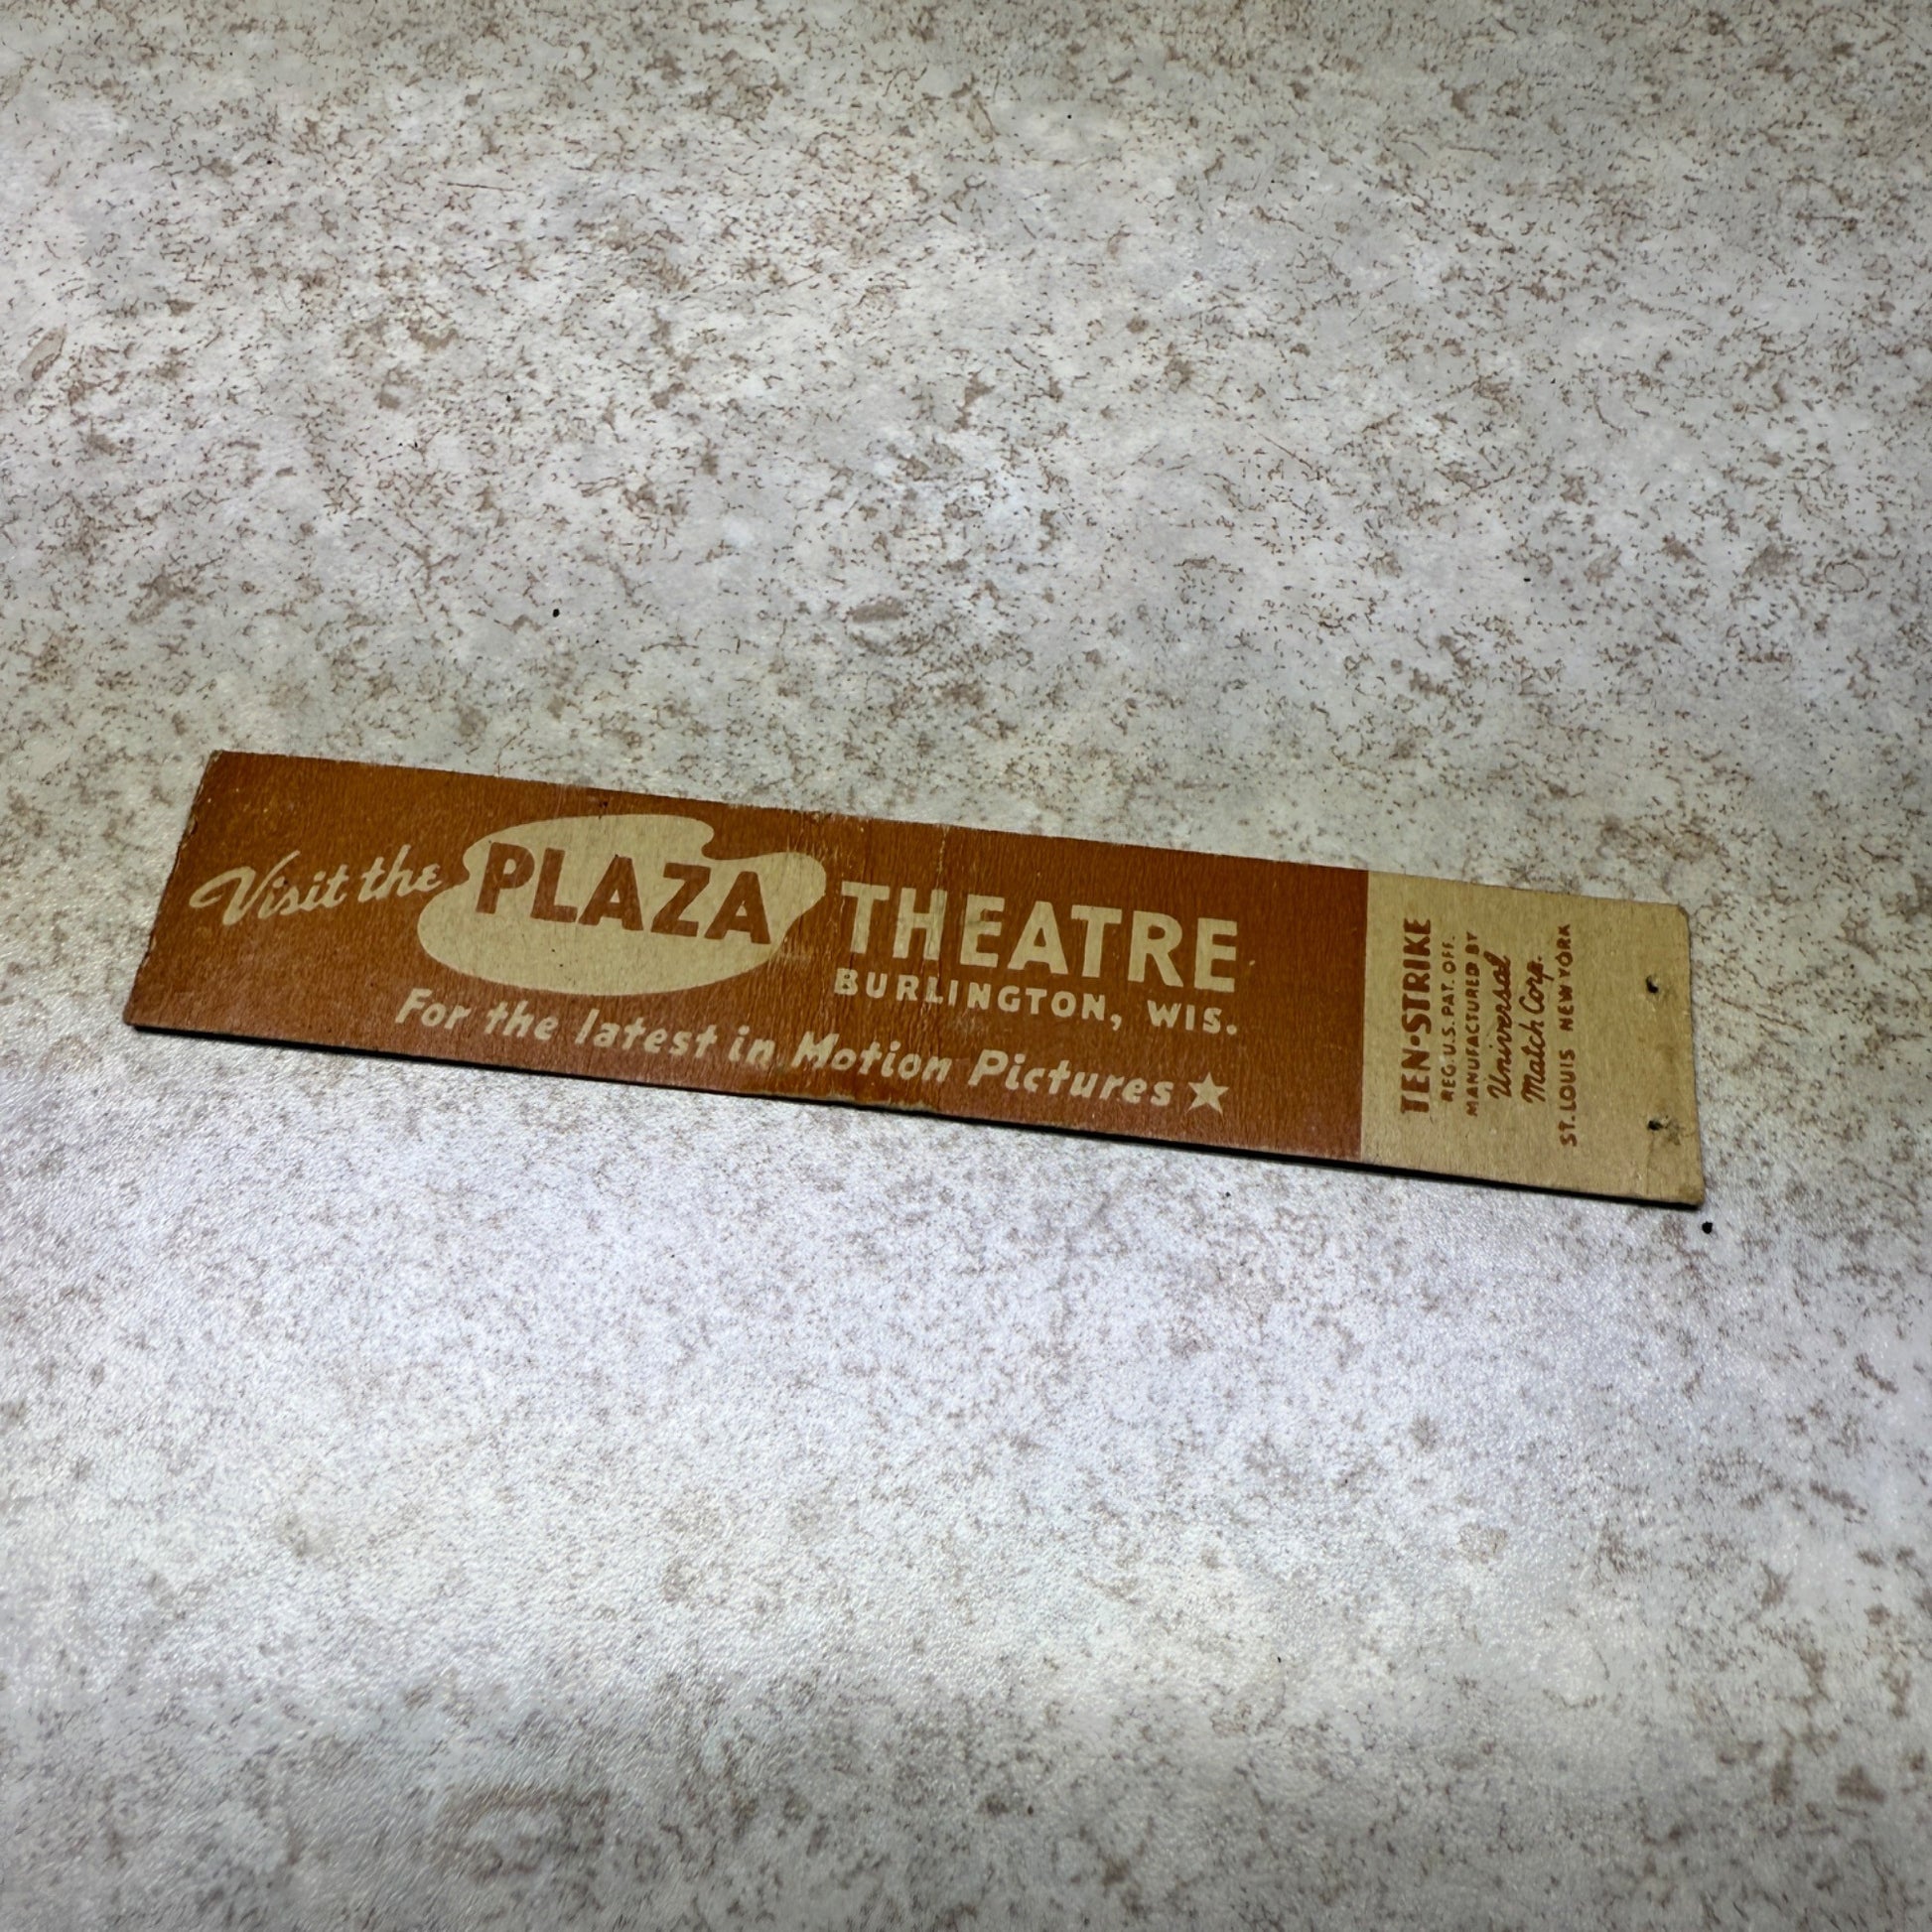 Visit the PLAZA THEATRE
BURLINGTON, WIS.
For the latest in Motion Pictures
TEN-STRIKE
REG. U.S. PAT. OFF.
MANUFACTURED BY
Universal
Match Corp.
ST. LOUIS NEW YORK